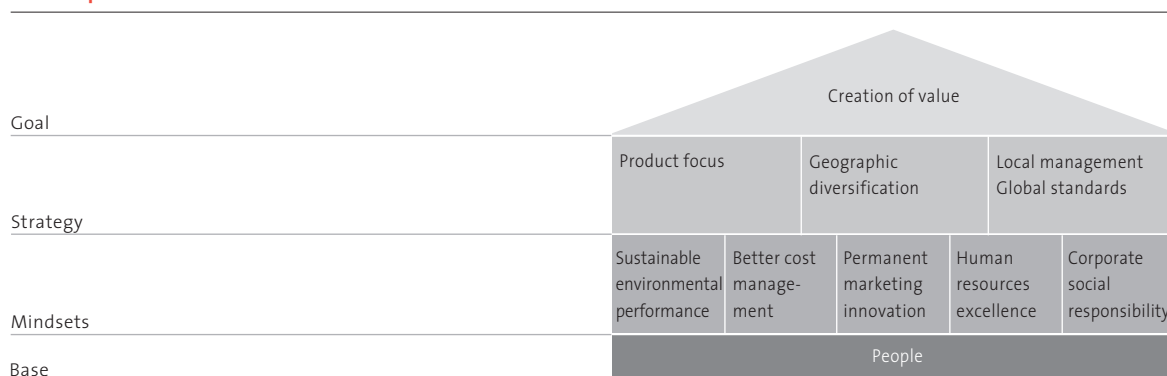 Creation of value
Goal
Product focus
Geographic
diversification
Local management
Global standards
Strategy
Sustainable
environmental
performance
Better cost
manage-
ment
Permanent
marketing
innovation
Human
resources
excellence
Corporate
social
responsibility
Mindsets
People
Base